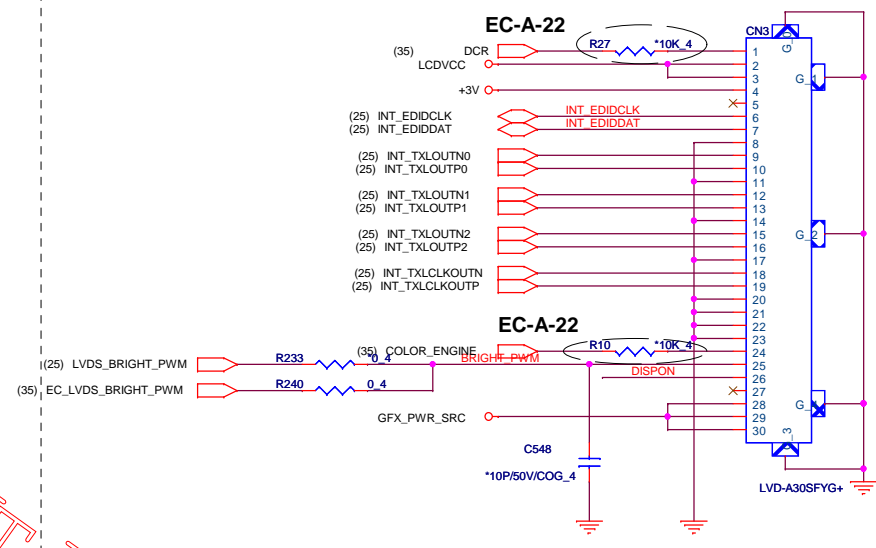 EC-A-22
CN3
G_0
(35) DCR R27 *10K_4 1
LCDVCC 2
3
G_1
+3V 4
5
(25) INT_EDIDCLK INT_EDIDCLK 6
(25) INT_EDIDDAT INT_EDIDDAT 7
8
(25) INT_TXLOUTN0 9
(25) INT_TXLOUTP0 10
11
(25) INT_TXLOUTN1 12
(25) INT_TXLOUTP1 13
14
(25) INT_TXLOUTN2 15
G_2
(25) INT_TXLOUTP2 16
17
(25) INT_TXLCLKOUTN 18
(25) INT_TXLCLKOUTP 19
20
21
22
EC-A-22
23
(35) COLOR_ENGINE R10 *10K_4 24
(25) LVDS_BRIGHT_PWM R233 *0_4 BRIGHT_PWM 25
DISPON 26
(35) EC_LVDS_BRIGHT_PWM R240 0_4 27
28
GFX_PWR_SRC 29
30
G_3
C548
*10P/50V/COG_4
LVD-A30SFYG+